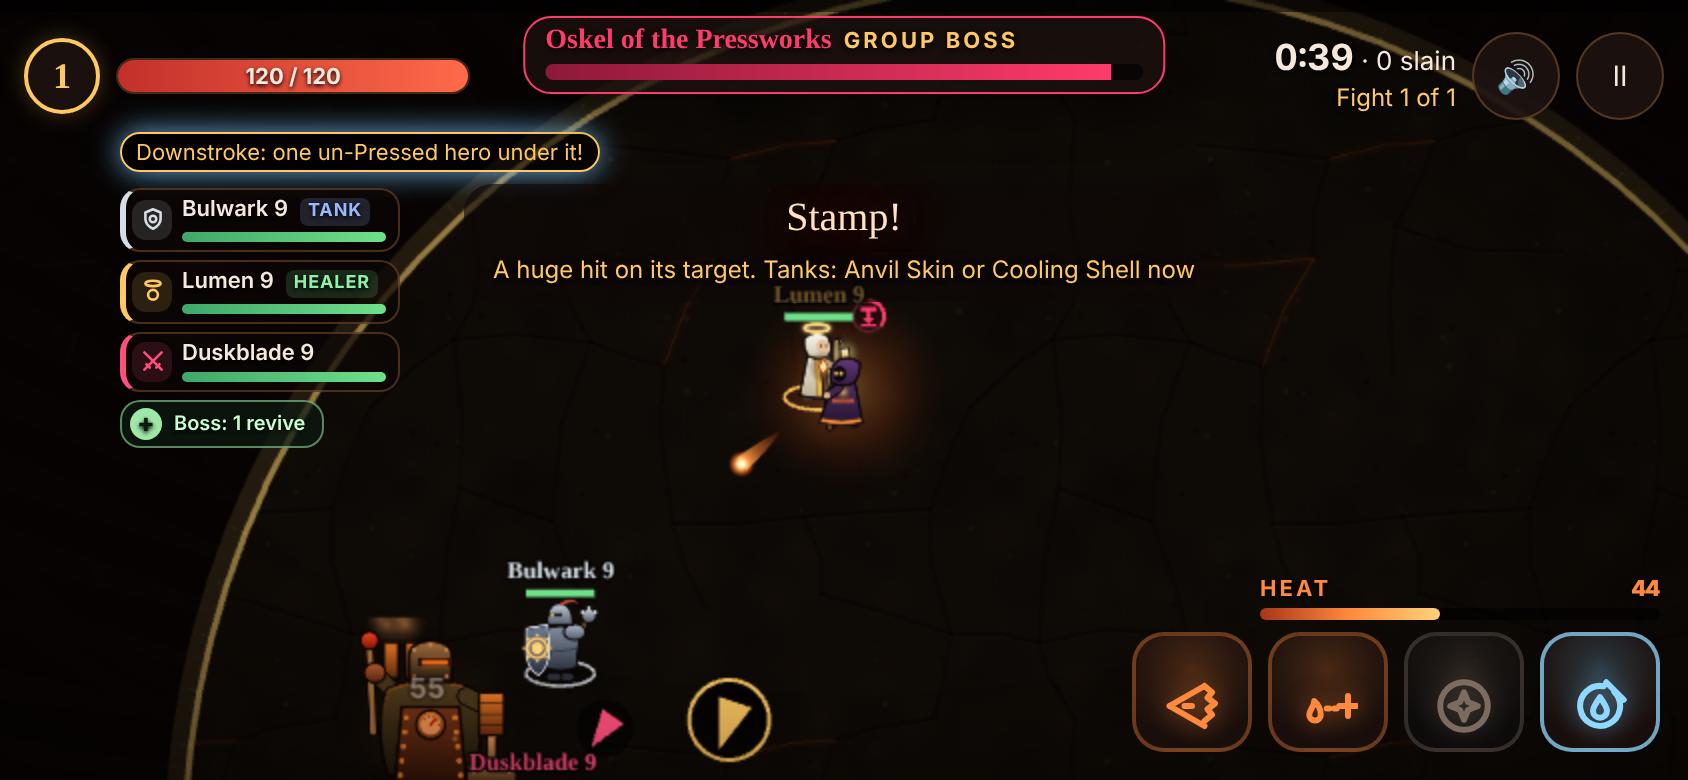 Oskel of the Pressworks GROUP BOSS
1
120 / 120
0:39 · 0 slain
Fight 1 of 1
Downstroke: one un-Pressed hero under it!
Bulwark 9 TANK
Lumen 9 HEALER
Duskblade 9
Boss: 1 revive
Stamp!
A huge hit on its target. Tanks: Anvil Skin or Cooling Shell now
Lumen 9
Bulwark 9
55
Duskblade 9
HEAT 44